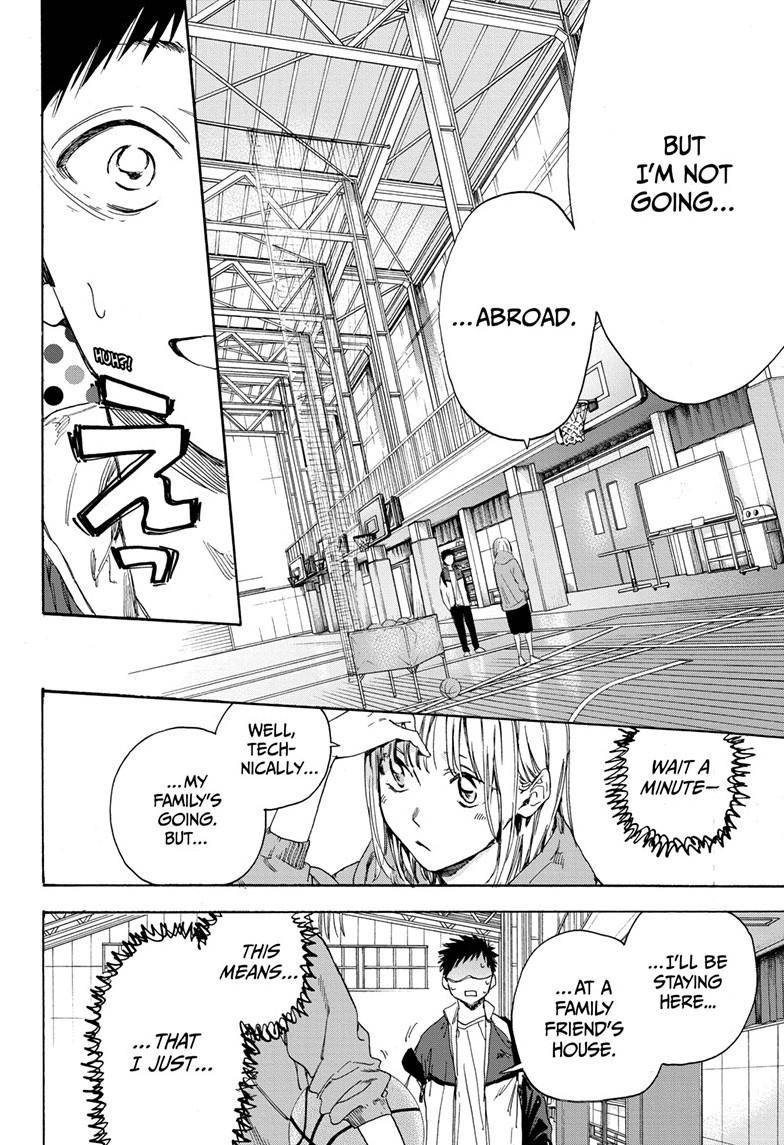 BUT
I'M NOT
GOING...
...ABROAD.
HUH?!
えっ
WAIT A
MINUTE–
WELL,
TECH-
NICALLY...
...MY
FAMILY'S
GOING.
BUT...
...I'LL BE
STAYING
HERE...
...AT A
FAMILY
FRIEND'S
HOUSE.
THIS
MEANS...
...THAT
I JUST...